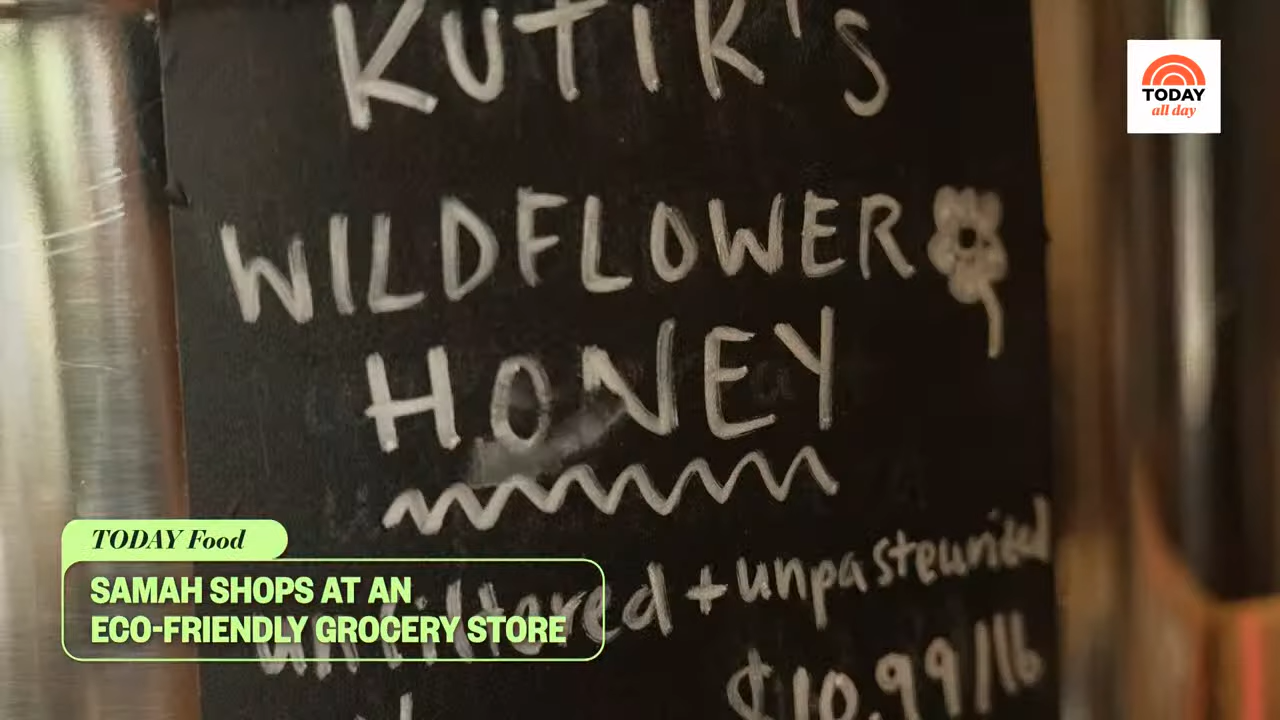 KUTIK's
WILDFLOWER
HONEY
unfiltered + unpasteurized
$10.99/lb
TODAY
all day
TODAY Food
SAMAH SHOPS AT AN
ECO-FRIENDLY GROCERY STORE